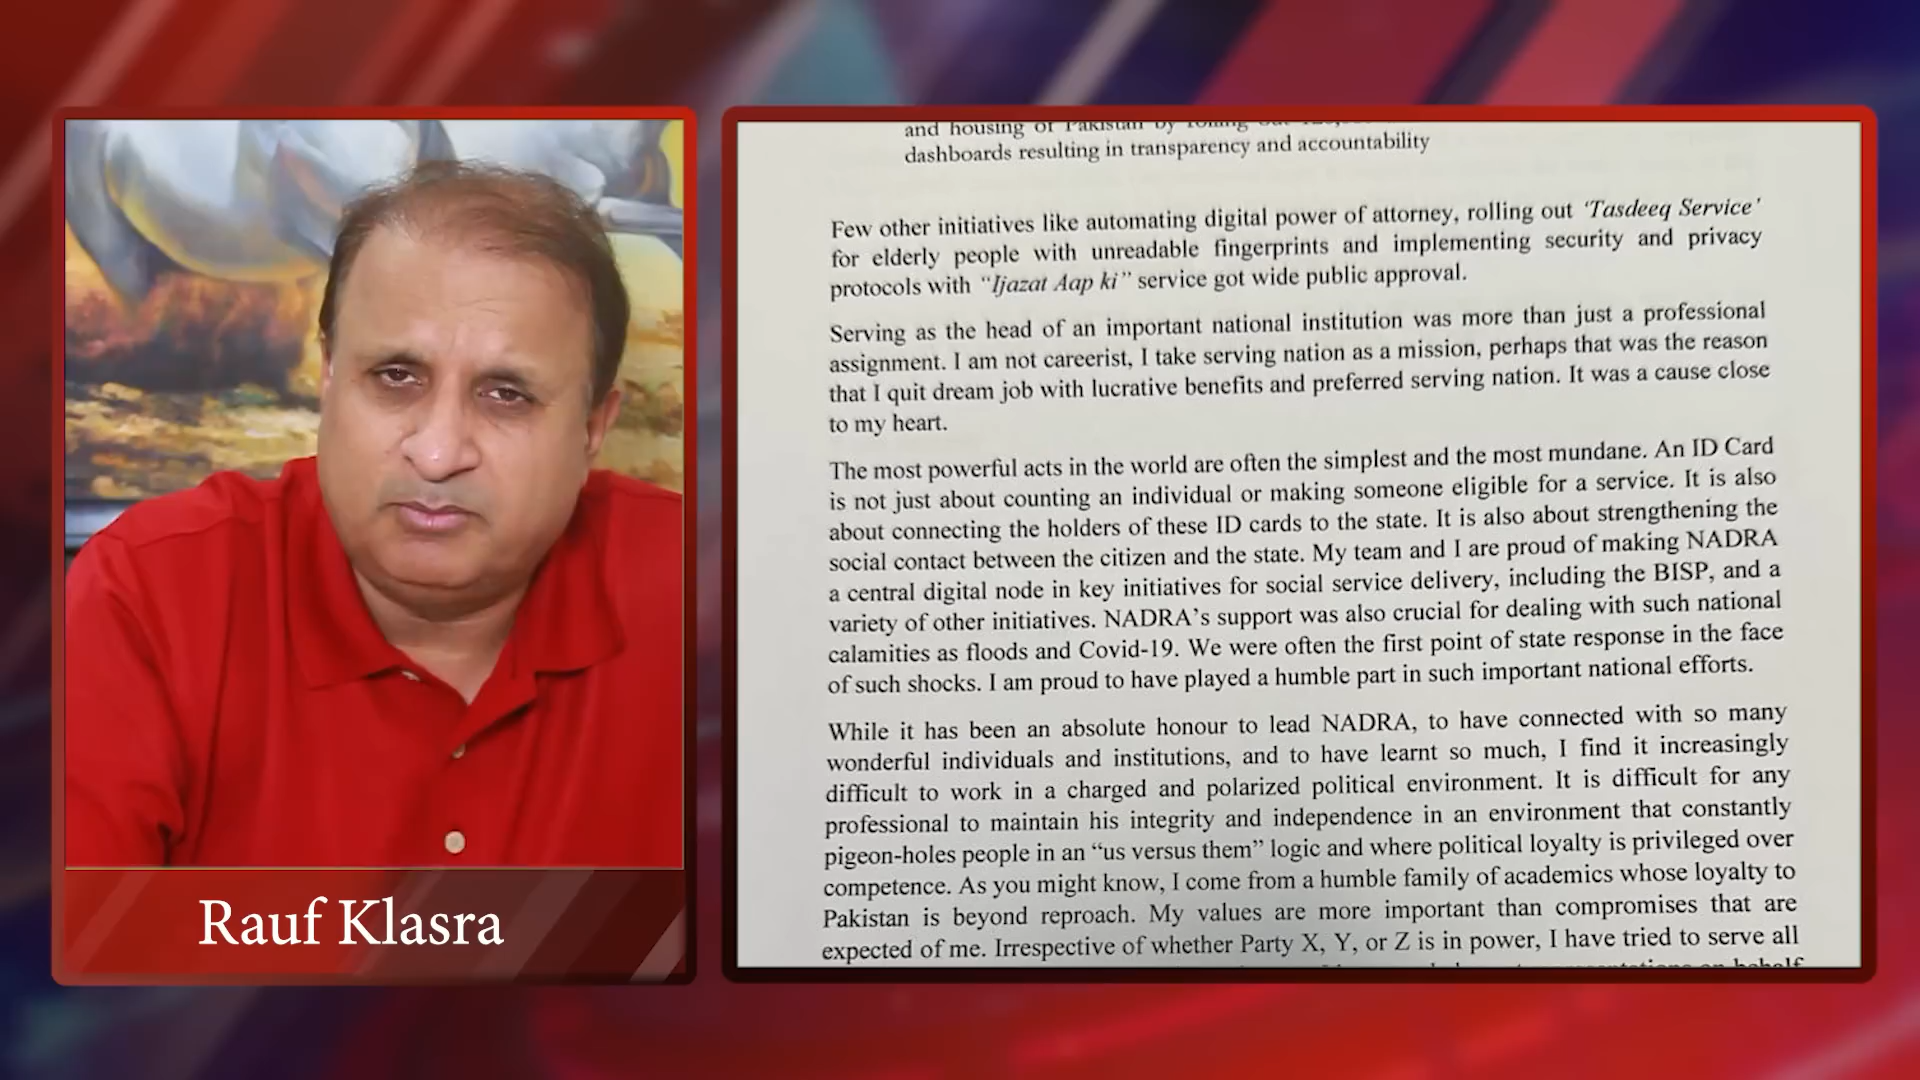 Rauf Klasra
and housing of Pakistan by rolling out
dashboards resulting in transparency and accountability
Few other initiatives like automating digital power of attorney, rolling out ‘Tasdeeq Service’
for elderly people with unreadable fingerprints and implementing security and privacy
protocols with “Ijazat Aap ki” service got wide public approval.
Serving as the head of an important national institution was more than just a professional
assignment. I am not careerist, I take serving nation as a mission, perhaps that was the reason
that I quit dream job with lucrative benefits and preferred serving nation. It was a cause close
to my heart.
The most powerful acts in the world are often the simplest and the most mundane. An ID Card
is not just about counting an individual or making someone eligible for a service. It is also
about connecting the holders of these ID cards to the state. It is also about strengthening the
social contact between the citizen and the state. My team and I are proud of making NADRA
a central digital node in key initiatives for social service delivery, including the BISP, and a
variety of other initiatives. NADRA’s support was also crucial for dealing with such national
calamities as floods and Covid-19. We were often the first point of state response in the face
of such shocks. I am proud to have played a humble part in such important national efforts.
While it has been an absolute honour to lead NADRA, to have connected with so many
wonderful individuals and institutions, and to have learnt so much, I find it increasingly
difficult to work in a charged and polarized political environment. It is difficult for any
professional to maintain his integrity and independence in an environment that constantly
pigeon-holes people in an “us versus them” logic and where political loyalty is privileged over
competence. As you might know, I come from a humble family of academics whose loyalty to
Pakistan is beyond reproach. My values are more important than compromises that are
expected of me. Irrespective of whether Party X, Y, or Z is in power, I have tried to serve all
on behalf